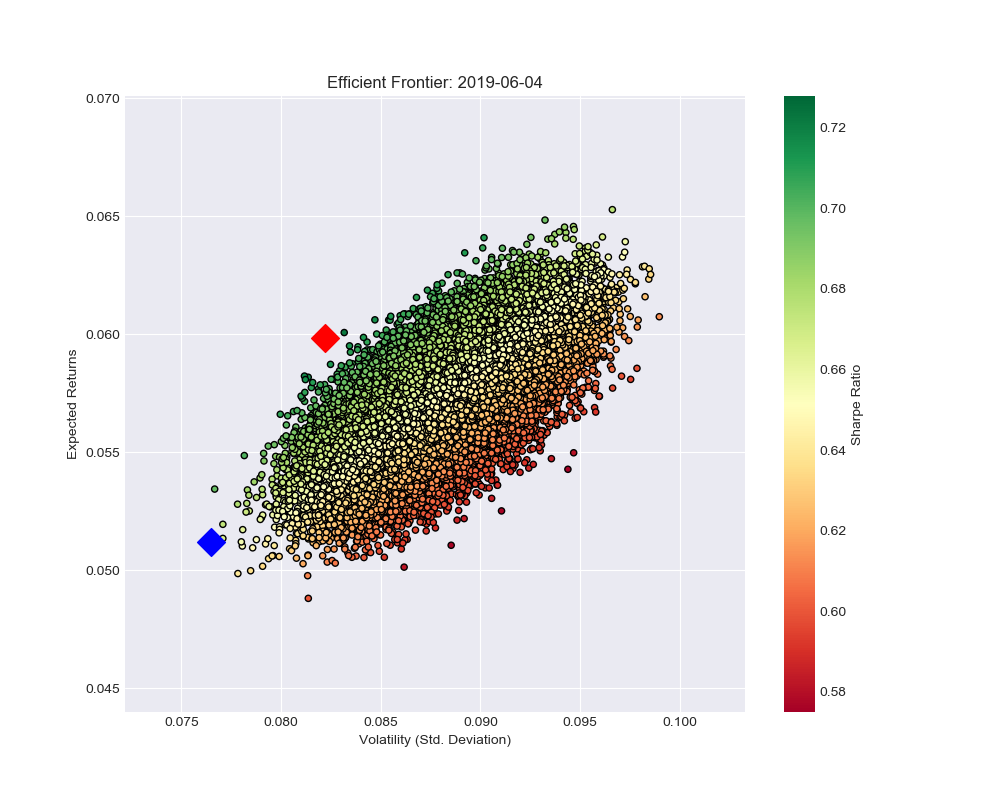 Efficient Frontier: 2019-06-04
Expected Returns
0.070
0.065
0.060
0.055
0.050
0.045
0.075 0.080 0.085 0.090 0.095 0.100
Volatility (Std. Deviation)
0.72
0.70
0.68
0.66
0.64
0.62
0.60
0.58
Sharpe Ratio